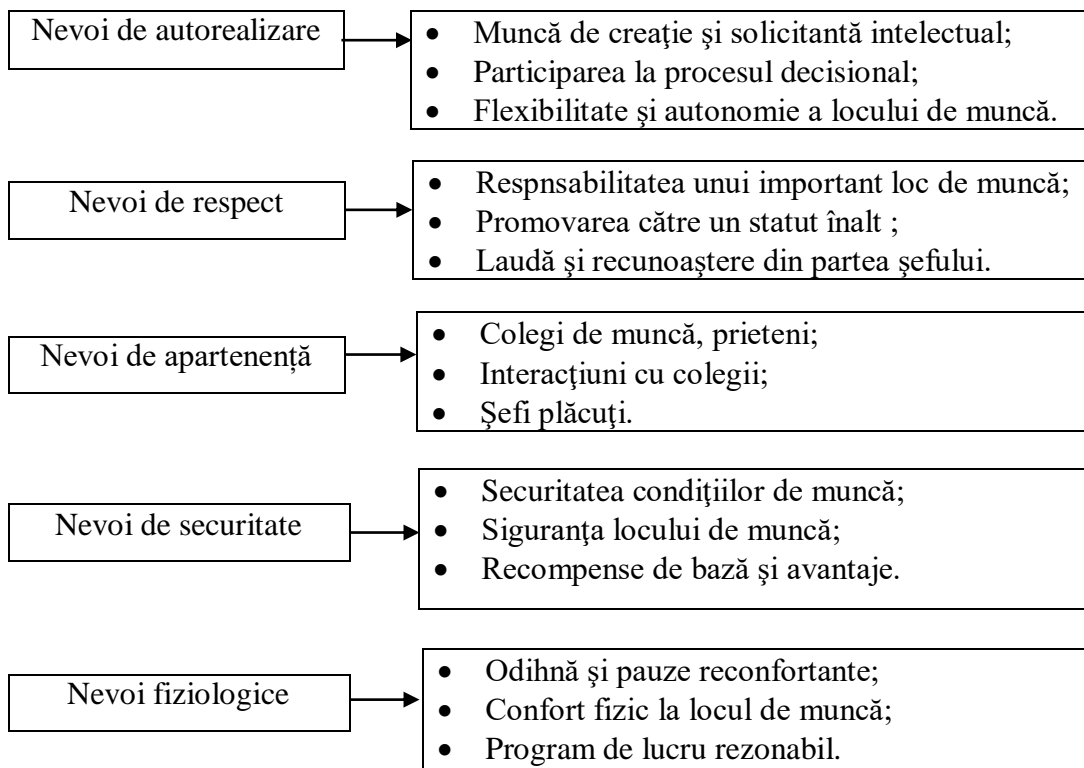 Nevoi de autorealizare
• Muncă de creaţie şi solicitantă intelectual;
• Participarea la procesul decisional;
• Flexibilitate şi autonomie a locului de muncă.
Nevoi de respect
• Respnsabilitatea unui important loc de muncă;
• Promovarea către un statut înalt ;
• Laudă şi recunoaştere din partea şefului.
Nevoi de apartenență
• Colegi de muncă, prieteni;
• Interacţiuni cu colegii;
• Şefi plăcuţi.
Nevoi de securitate
• Securitatea condiţiilor de muncă;
• Siguranţa locului de muncă;
• Recompense de bază şi avantaje.
Nevoi fiziologice
• Odihnă şi pauze reconfortante;
• Confort fizic la locul de muncă;
• Program de lucru rezonabil.